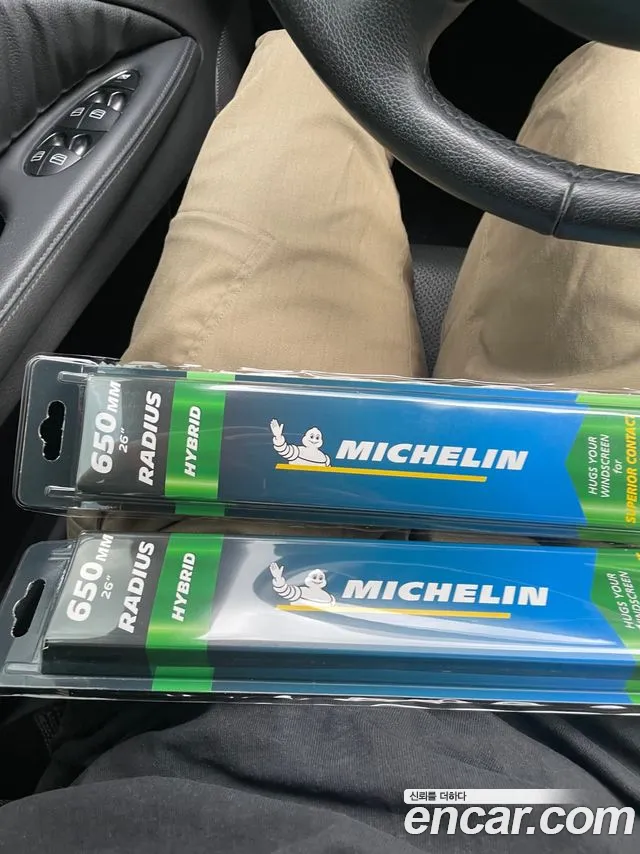 650MM
26"
RADIUS
HYBRID
MICHELIN
HUGS YOUR
WINDSCREEN
for
SUPERIOR CONTACT
650MM
26"
RADIUS
HYBRID
MICHELIN
HUGS YOUR
WINDSCREEN
신뢰를 더하다
encar.com